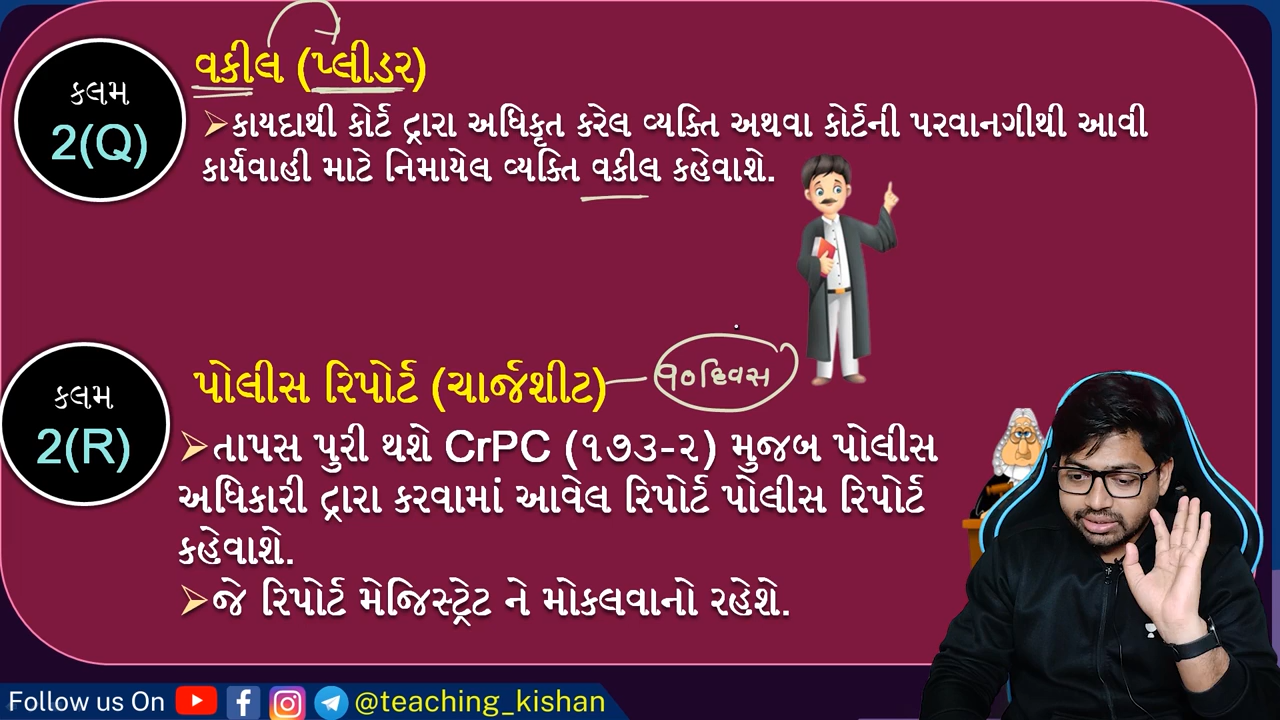 કલમ
2(Q)
વકીલ (પ્લીડર)
➢કાયદાથી કોર્ટ દ્રારા અધિકૃત કરેલ વ્યક્તિ અથવા કોર્ટની પરવાનગીથી આવી
કાર્યવાહી માટે નિમાયેલ વ્યક્તિ વકીલ કહેવાશે.
કલમ
2(R)
પોલીસ રિપોર્ટ (ચાર્જશીટ)
૧૦ દિવસ
➢તાપસ પુરી થશે CrPC (૧૭૩-૨) મુજબ પોલીસ
અધિકારી દ્રારા કરવામાં આવેલ રિપોર્ટ પોલીસ રિપોર્ટ
કહેવાશે.
➢જે રિપોર્ટ મેજિસ્ટ્રેટ ને મોકલવાનો રહેશે.
Follow us On @teaching_kishan